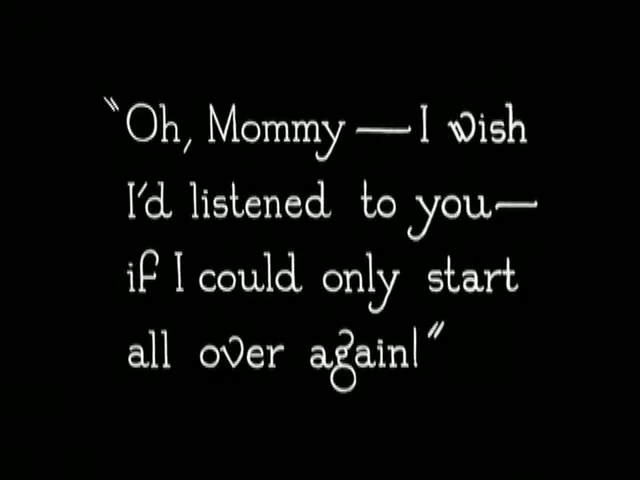 "Oh, Mommy — I wish
I'd listened to you —
if I could only start
all over again!"